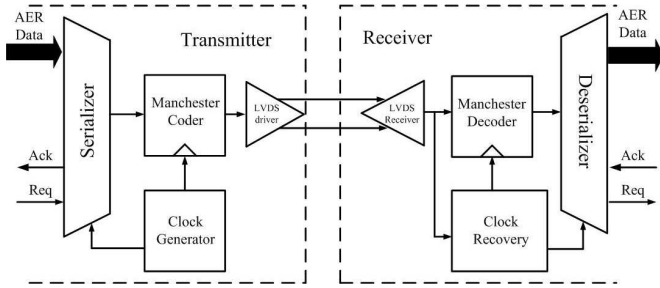 AER
Data
Transmitter
Receiver
AER
Data
Serializer
Manchester
Coder
LVDS
driver
LVDS
Receiver
Manchester
Decoder
Deserializer
Ack
Req
Clock
Generator
Clock
Recovery
Ack
Req